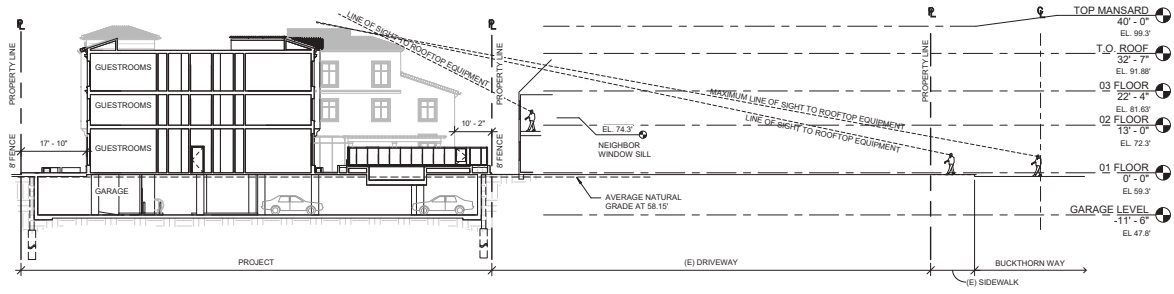 PROPERTY LINE
8' FENCE
17' - 10"
GUESTROOMS
GUESTROOMS
GUESTROOMS
GARAGE
LINE OF SIGHT TO ROOFTOP EQUIPMENT
PROPERTY LINE
8' FENCE
10' - 2"
EL. 74.3'
NEIGHBOR
WINDOW SILL
AVERAGE NATURAL
GRADE AT 58.15'
MAXIMUM LINE OF SIGHT TO ROOFTOP EQUIPMENT
LINE OF SIGHT TO ROOFTOP EQUIPMENT
PROPERTY LINE
TOP MANSARD
40' - 0"
EL. 99.3'
T.O. ROOF
32' - 7"
EL. 91.88'
03 FLOOR
22' - 4"
EL. 81.63'
02 FLOOR
13' - 0"
EL. 72.3'
01 FLOOR
0' - 0"
EL 59.3'
GARAGE LEVEL
-11' - 6"
EL 47.8'
PROJECT
(E) DRIVEWAY
BUCKTHORN WAY
(E) SIDEWALK